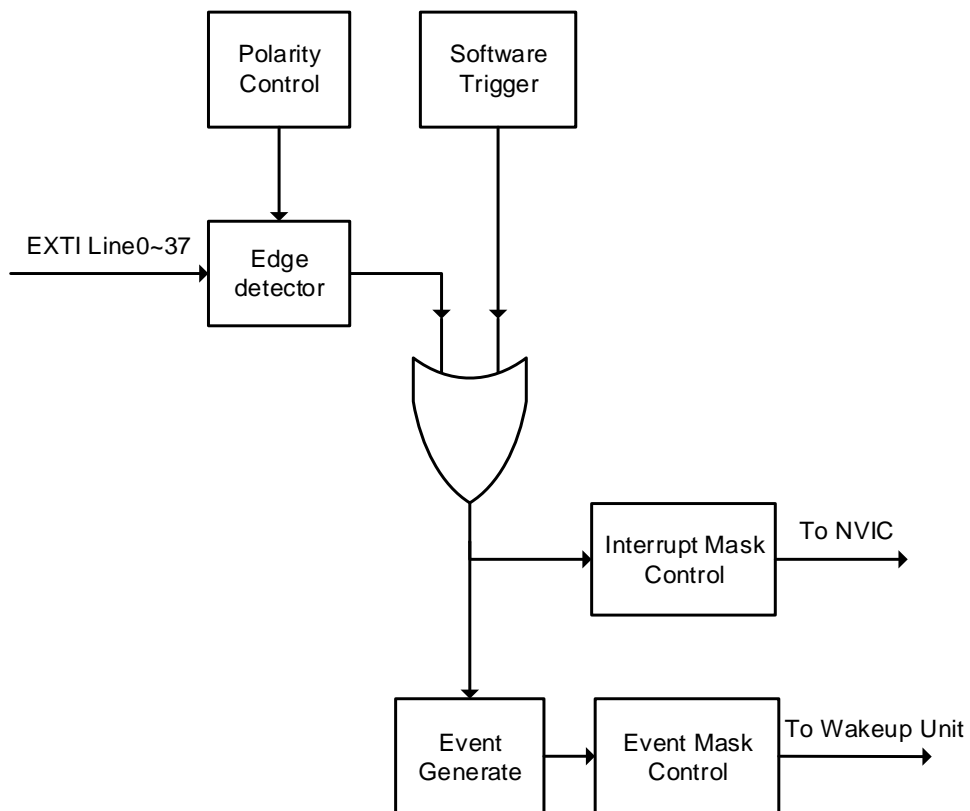 Polarity
Control
Software
Trigger
EXTI Line0~37
Edge
detector
Interrupt Mask
Control
To NVIC
Event
Generate
Event Mask
Control
To Wakeup Unit